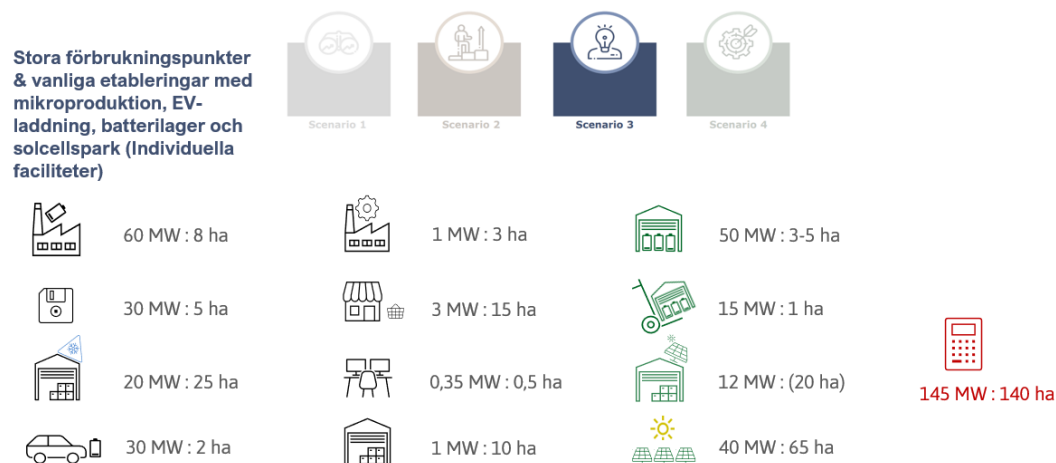 Stora förbrukningspunkter
& vanliga etableringar med
mikroproduktion, EV-
laddning, batterilager och
solcellspark (Individuella
faciliteter)
Scenario 1
Scenario 2
Scenario 3
Scenario 4
60 MW : 8 ha
1 MW : 3 ha
50 MW : 3-5 ha
30 MW : 5 ha
3 MW : 15 ha
15 MW : 1 ha
20 MW : 25 ha
0,35 MW : 0,5 ha
12 MW : (20 ha)
145 MW : 140 ha
30 MW : 2 ha
1 MW : 10 ha
40 MW : 65 ha